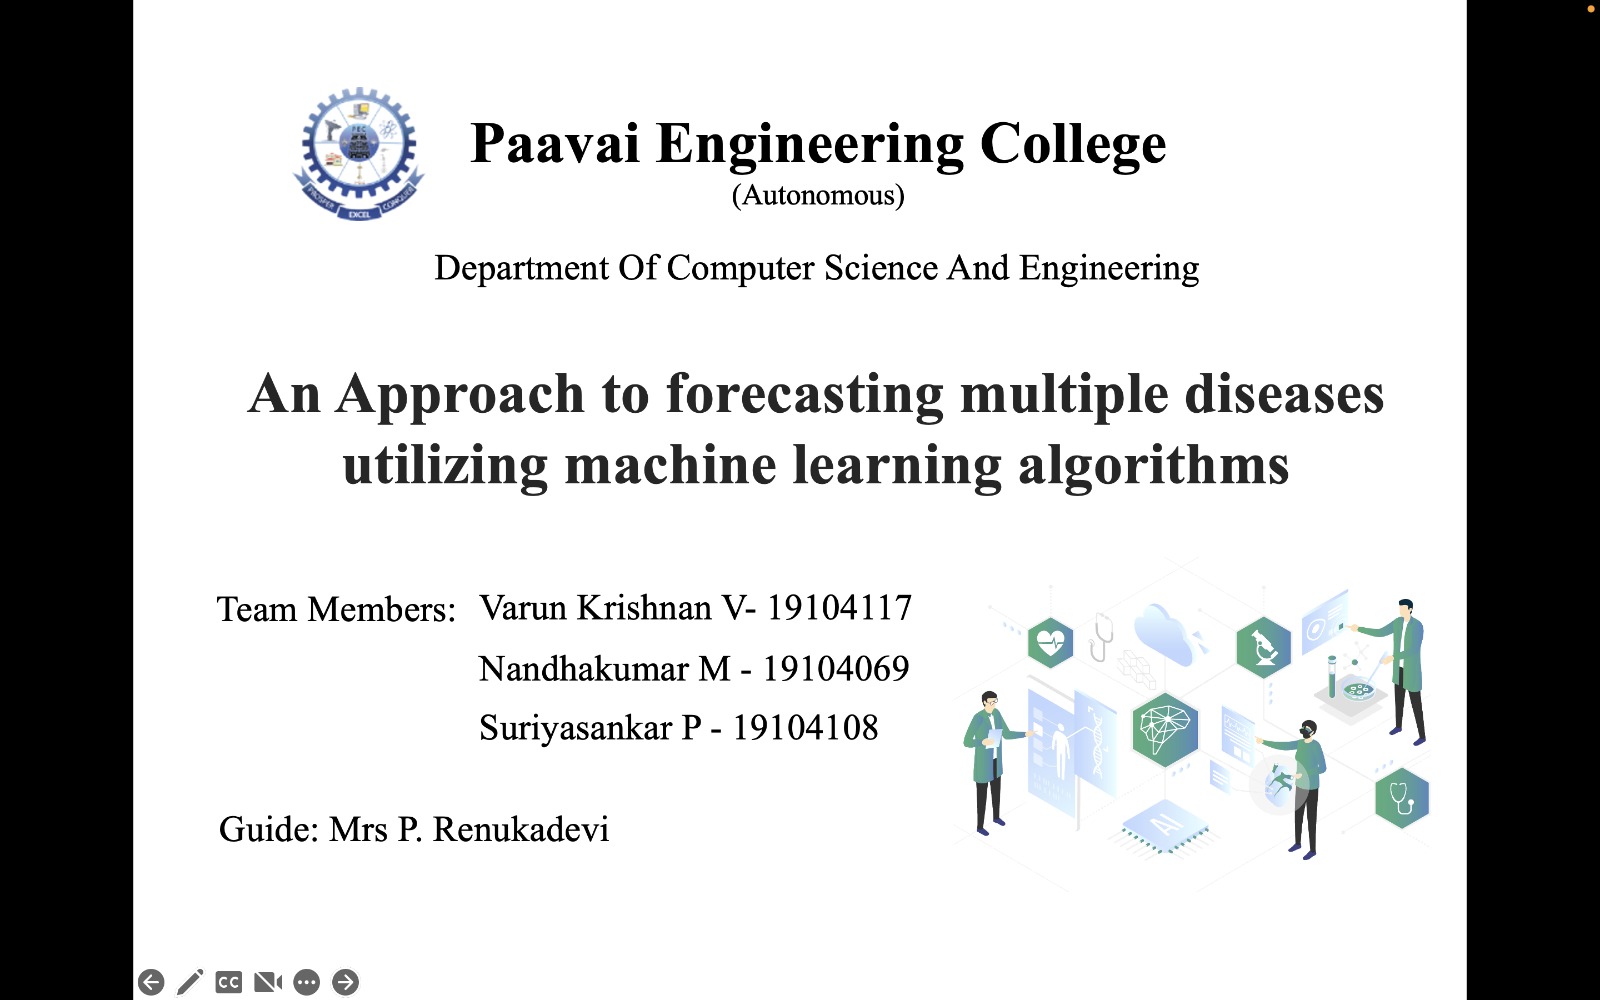 PEC
PROSPER EXCEL CONQUER
Paavai Engineering College
(Autonomous)
Department Of Computer Science And Engineering
An Approach to forecasting multiple diseases
utilizing machine learning algorithms
Team Members: Varun Krishnan V- 19104117
Nandhakumar M - 19104069
Suriyasankar P - 19104108
Guide: Mrs P. Renukadevi
AI
CC